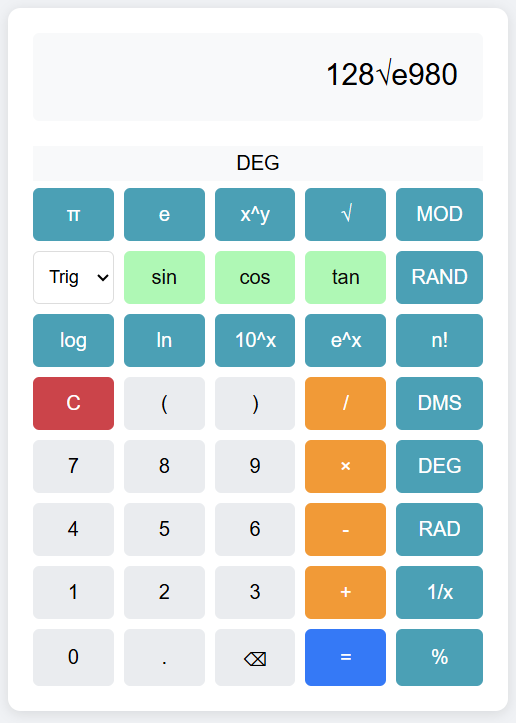 128√e980
DEG
π e x^y √ MOD
Trig sin cos tan RAND
log ln 10^x e^x n!
C ( ) / DMS
7 8 9 × DEG
4 5 6 - RAD
1 2 3 + 1/x
0 . ⌫ = %